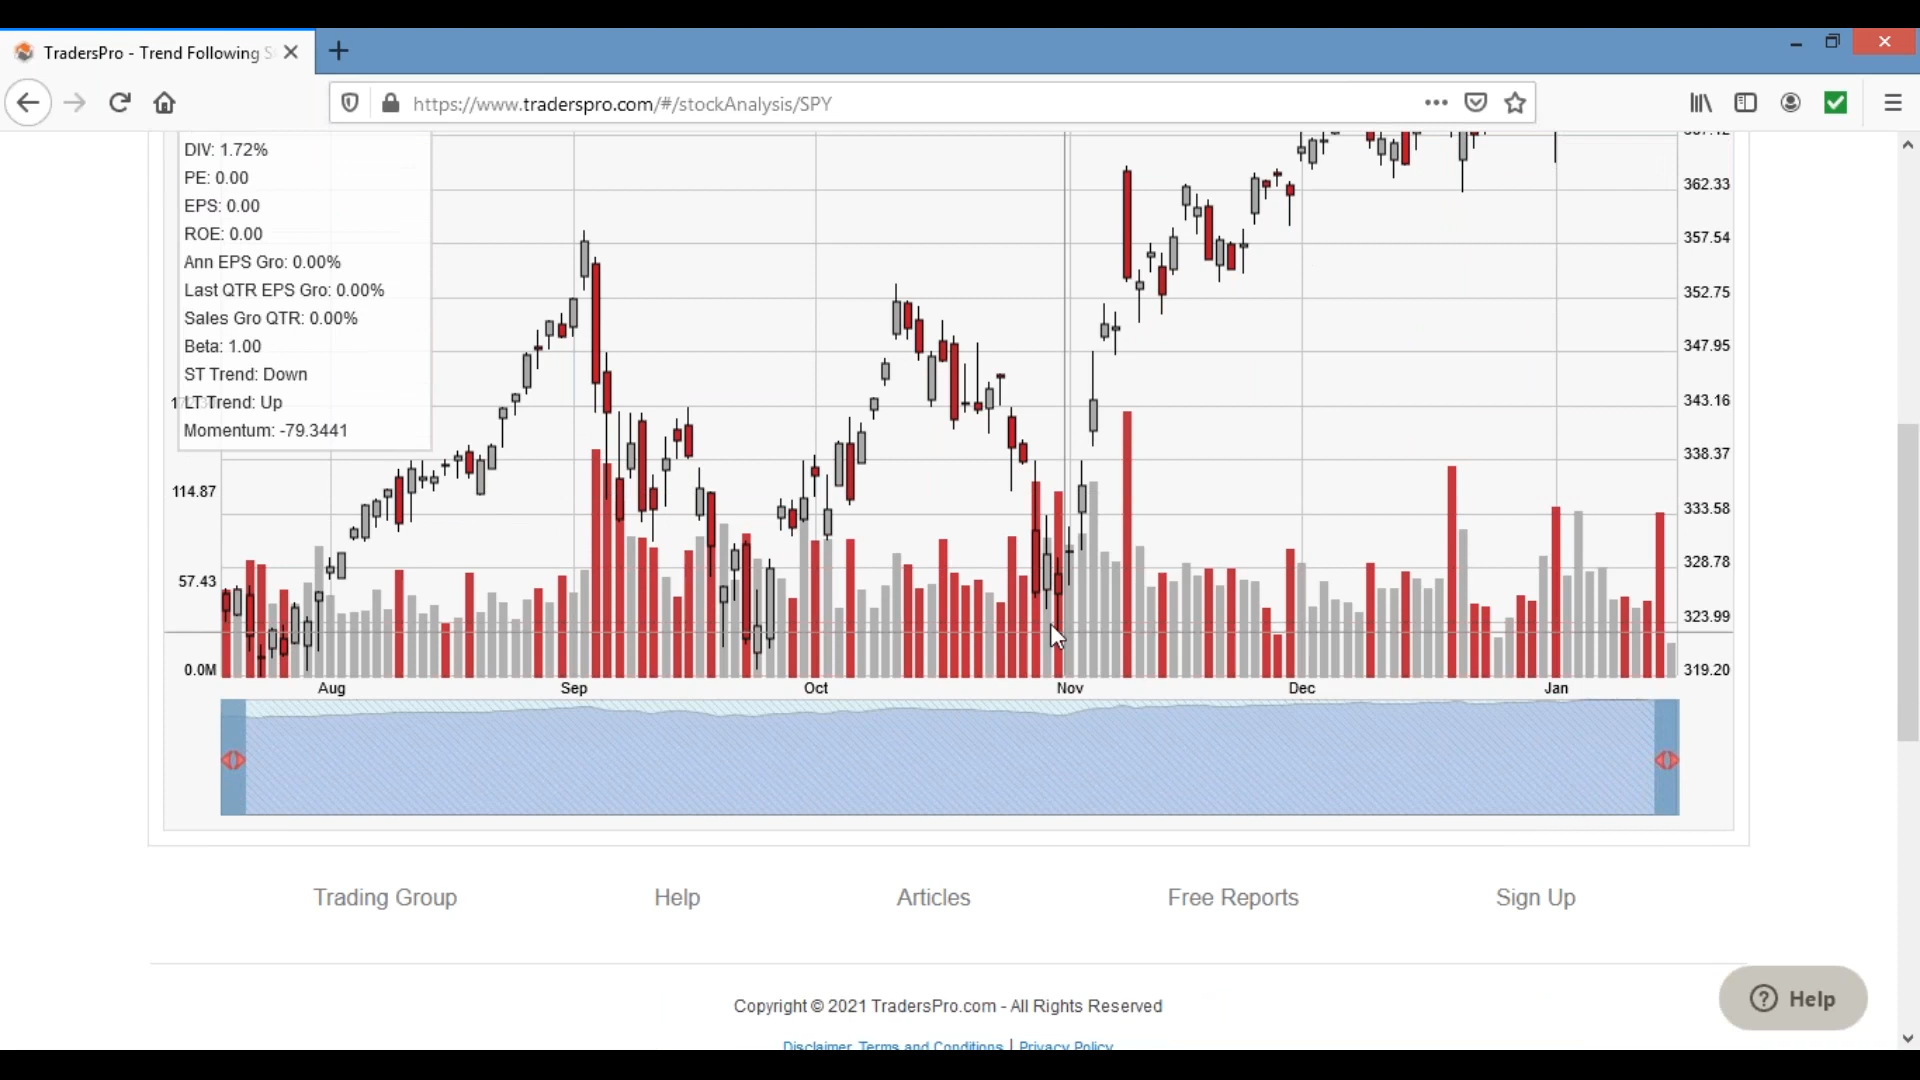 TradersPro - Trend Following S
https://www.traderspro.com/#/stockAnalysis/SPY
DIV: 1.72%
PE: 0.00
EPS: 0.00
ROE: 0.00
Ann EPS Gro: 0.00%
Last QTR EPS Gro: 0.00%
Sales Gro QTR: 0.00%
Beta: 1.00
ST Trend: Down
LT Trend: Up
Momentum: -79.3441
114.87
57.43
0.0M
362.33
357.54
352.75
347.95
343.16
338.37
333.58
328.78
323.99
319.20
Aug Sep Oct Nov Dec Jan
Trading Group Help Articles Free Reports Sign Up
Copyright © 2021 TradersPro.com - All Rights Reserved
Disclaimer, Terms and Conditions | Privacy Policy
Help